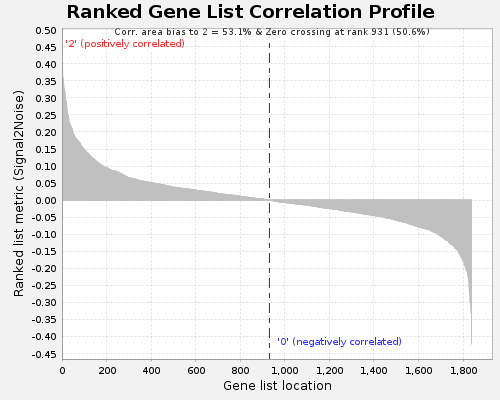 Ranked Gene List Correlation Profile
Corr. area bias to 2 = 53.1% & Zero crossing at rank 931 (50.6%)
'2' (positively correlated)
0.50
0.45
0.40
0.35
0.30
0.25
0.20
0.15
0.10
0.05
0.00
-0.05
-0.10
-0.15
-0.20
-0.25
-0.30
-0.35
-0.40
-0.45
Ranked list metric (Signal2Noise)
'0' (negatively correlated)
0 200 400 600 800 1,000 1,200 1,400 1,600 1,800
Gene list location